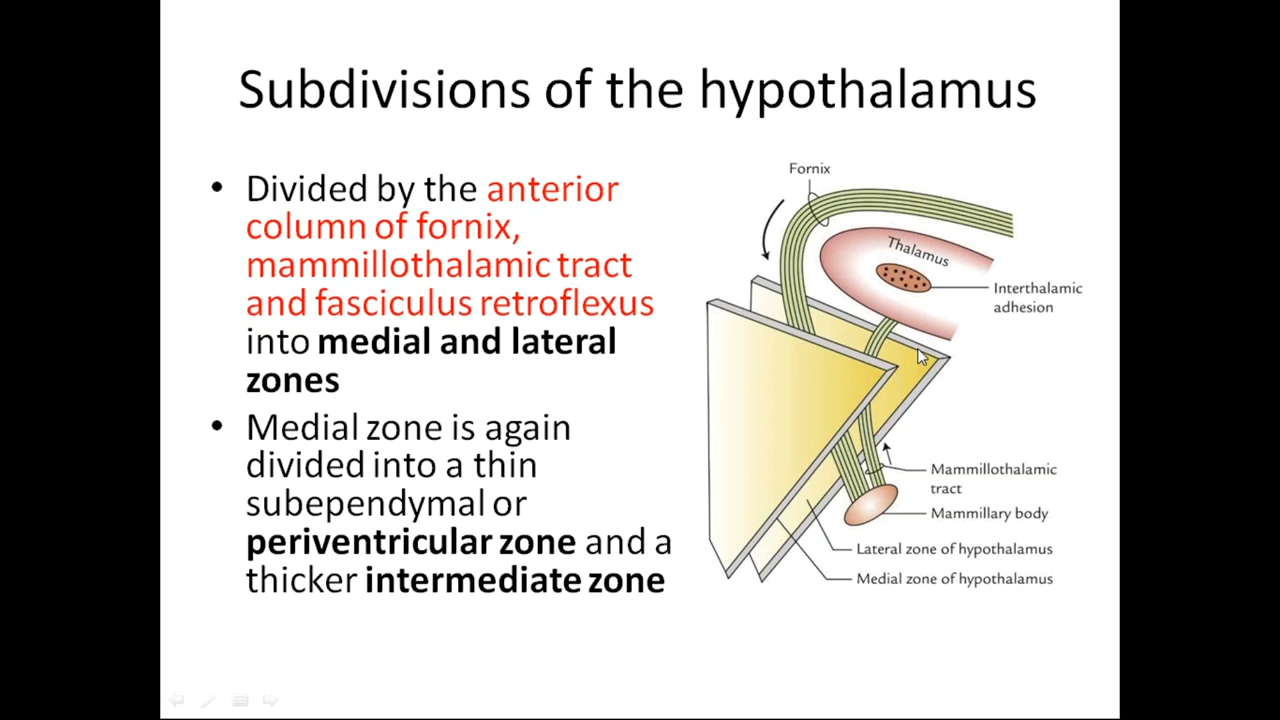 Subdivisions of the hypothalamus
• Divided by the anterior
column of fornix,
mammillothalamic tract
and fasciculus retroflexus
into medial and lateral
zones
• Medial zone is again
divided into a thin
subependymal or
periventricular zone and a
thicker intermediate zone
Fornix
Thalamus
Interthalamic
adhesion
Mammillothalamic
tract
Mammillary body
Lateral zone of hypothalamus
Medial zone of hypothalamus